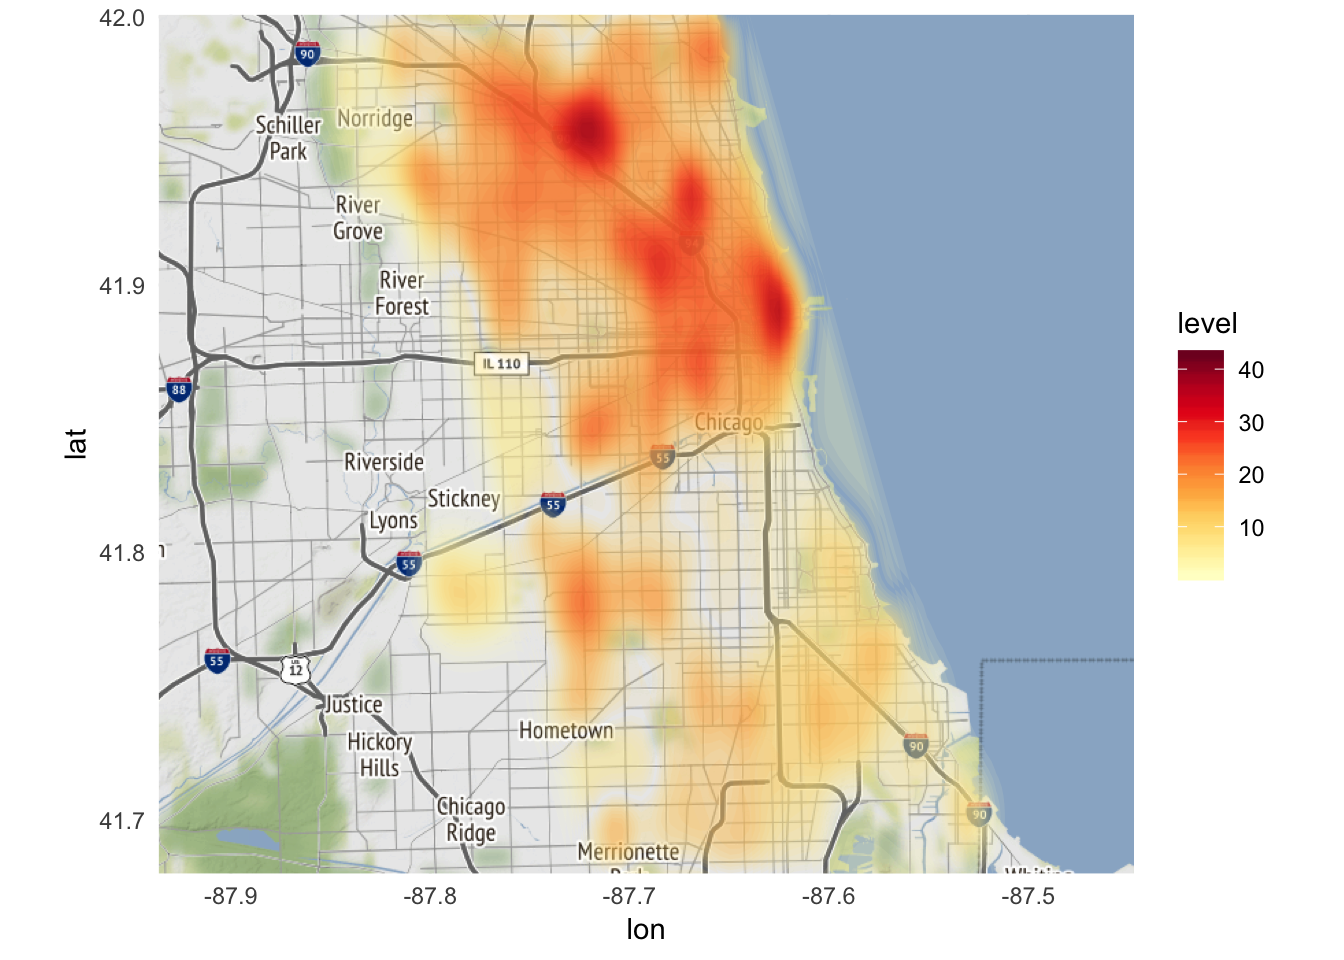 42.0
90
Norridge
Schiller
Park
River
Grove
41.9
River
Forest
level
IL 110
40
88
30
Chicago
20
55
Riverside
Stickney
55
10
Lyons
41.8
55
55
US
12
Justice
Hometown
Hickory
Hills
90
Chicago
Ridge
90
41.7
Merrionette
-87.9
-87.8
-87.7
-87.6
-87.5
lat
lon